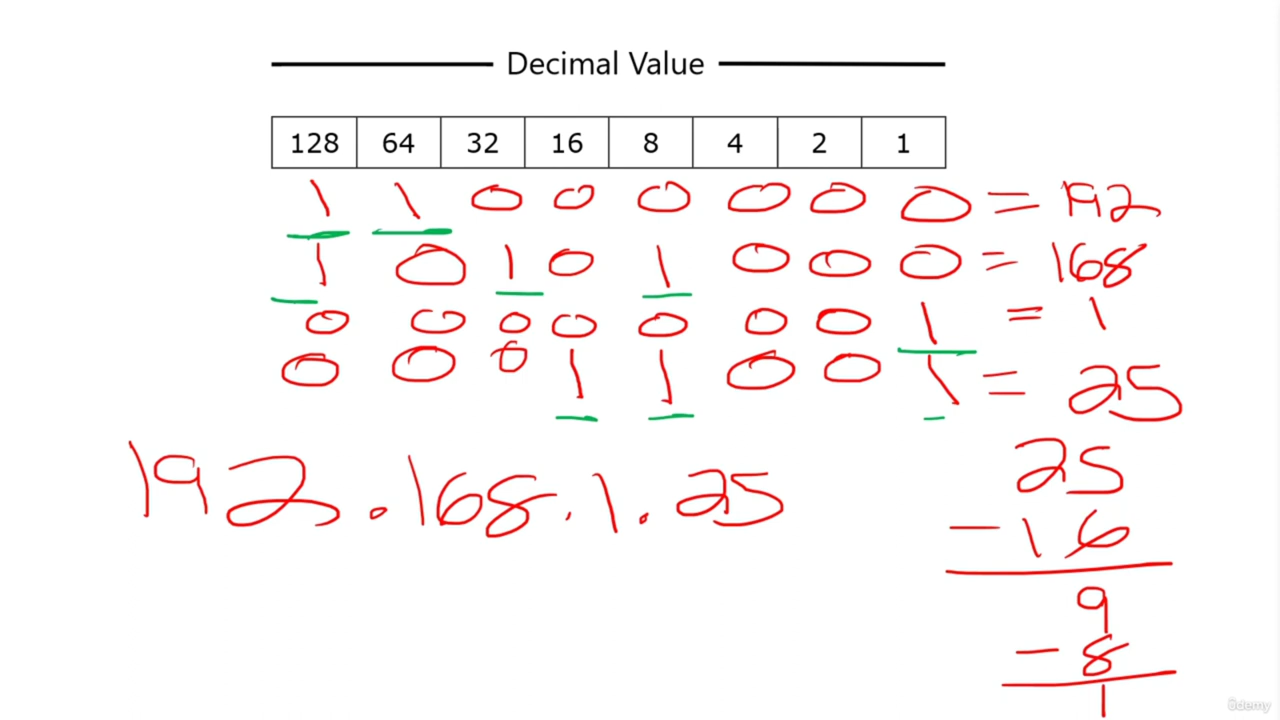 Decimal Value
128 64 32 16 8 4 2 1
1 1 0 0 0 0 0 0 = 192
1 0 1 0 1 0 0 0 = 168
0 0 0 0 0 0 0 1 = 1
0 0 0 1 1 0 0 1 = 25
192.168.1.25
25
- 16
9
- 8
1
ûdemy